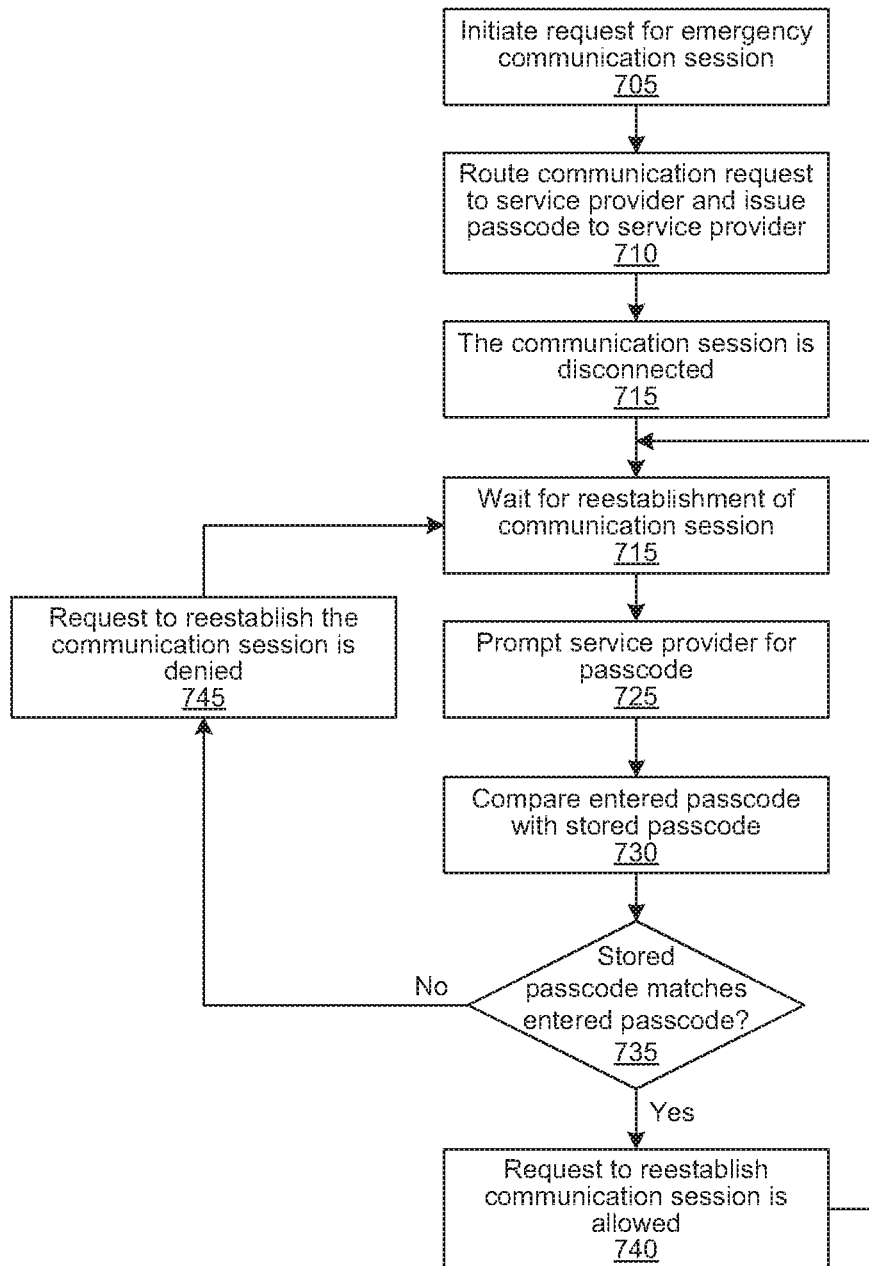 Initiate request for emergency
communication session
705
Route communication request
to service provider and issue
passcode to service provider
710
The communication session is
disconnected
715
Wait for reestablishment of
communication session
715
Request to reestablish the
communication session is
denied
745
Prompt service provider for
passcode
725
Compare entered passcode
with stored passcode
730
Stored
passcode matches
entered passcode?
735
No
Yes
Request to reestablish
communication session is
allowed
740